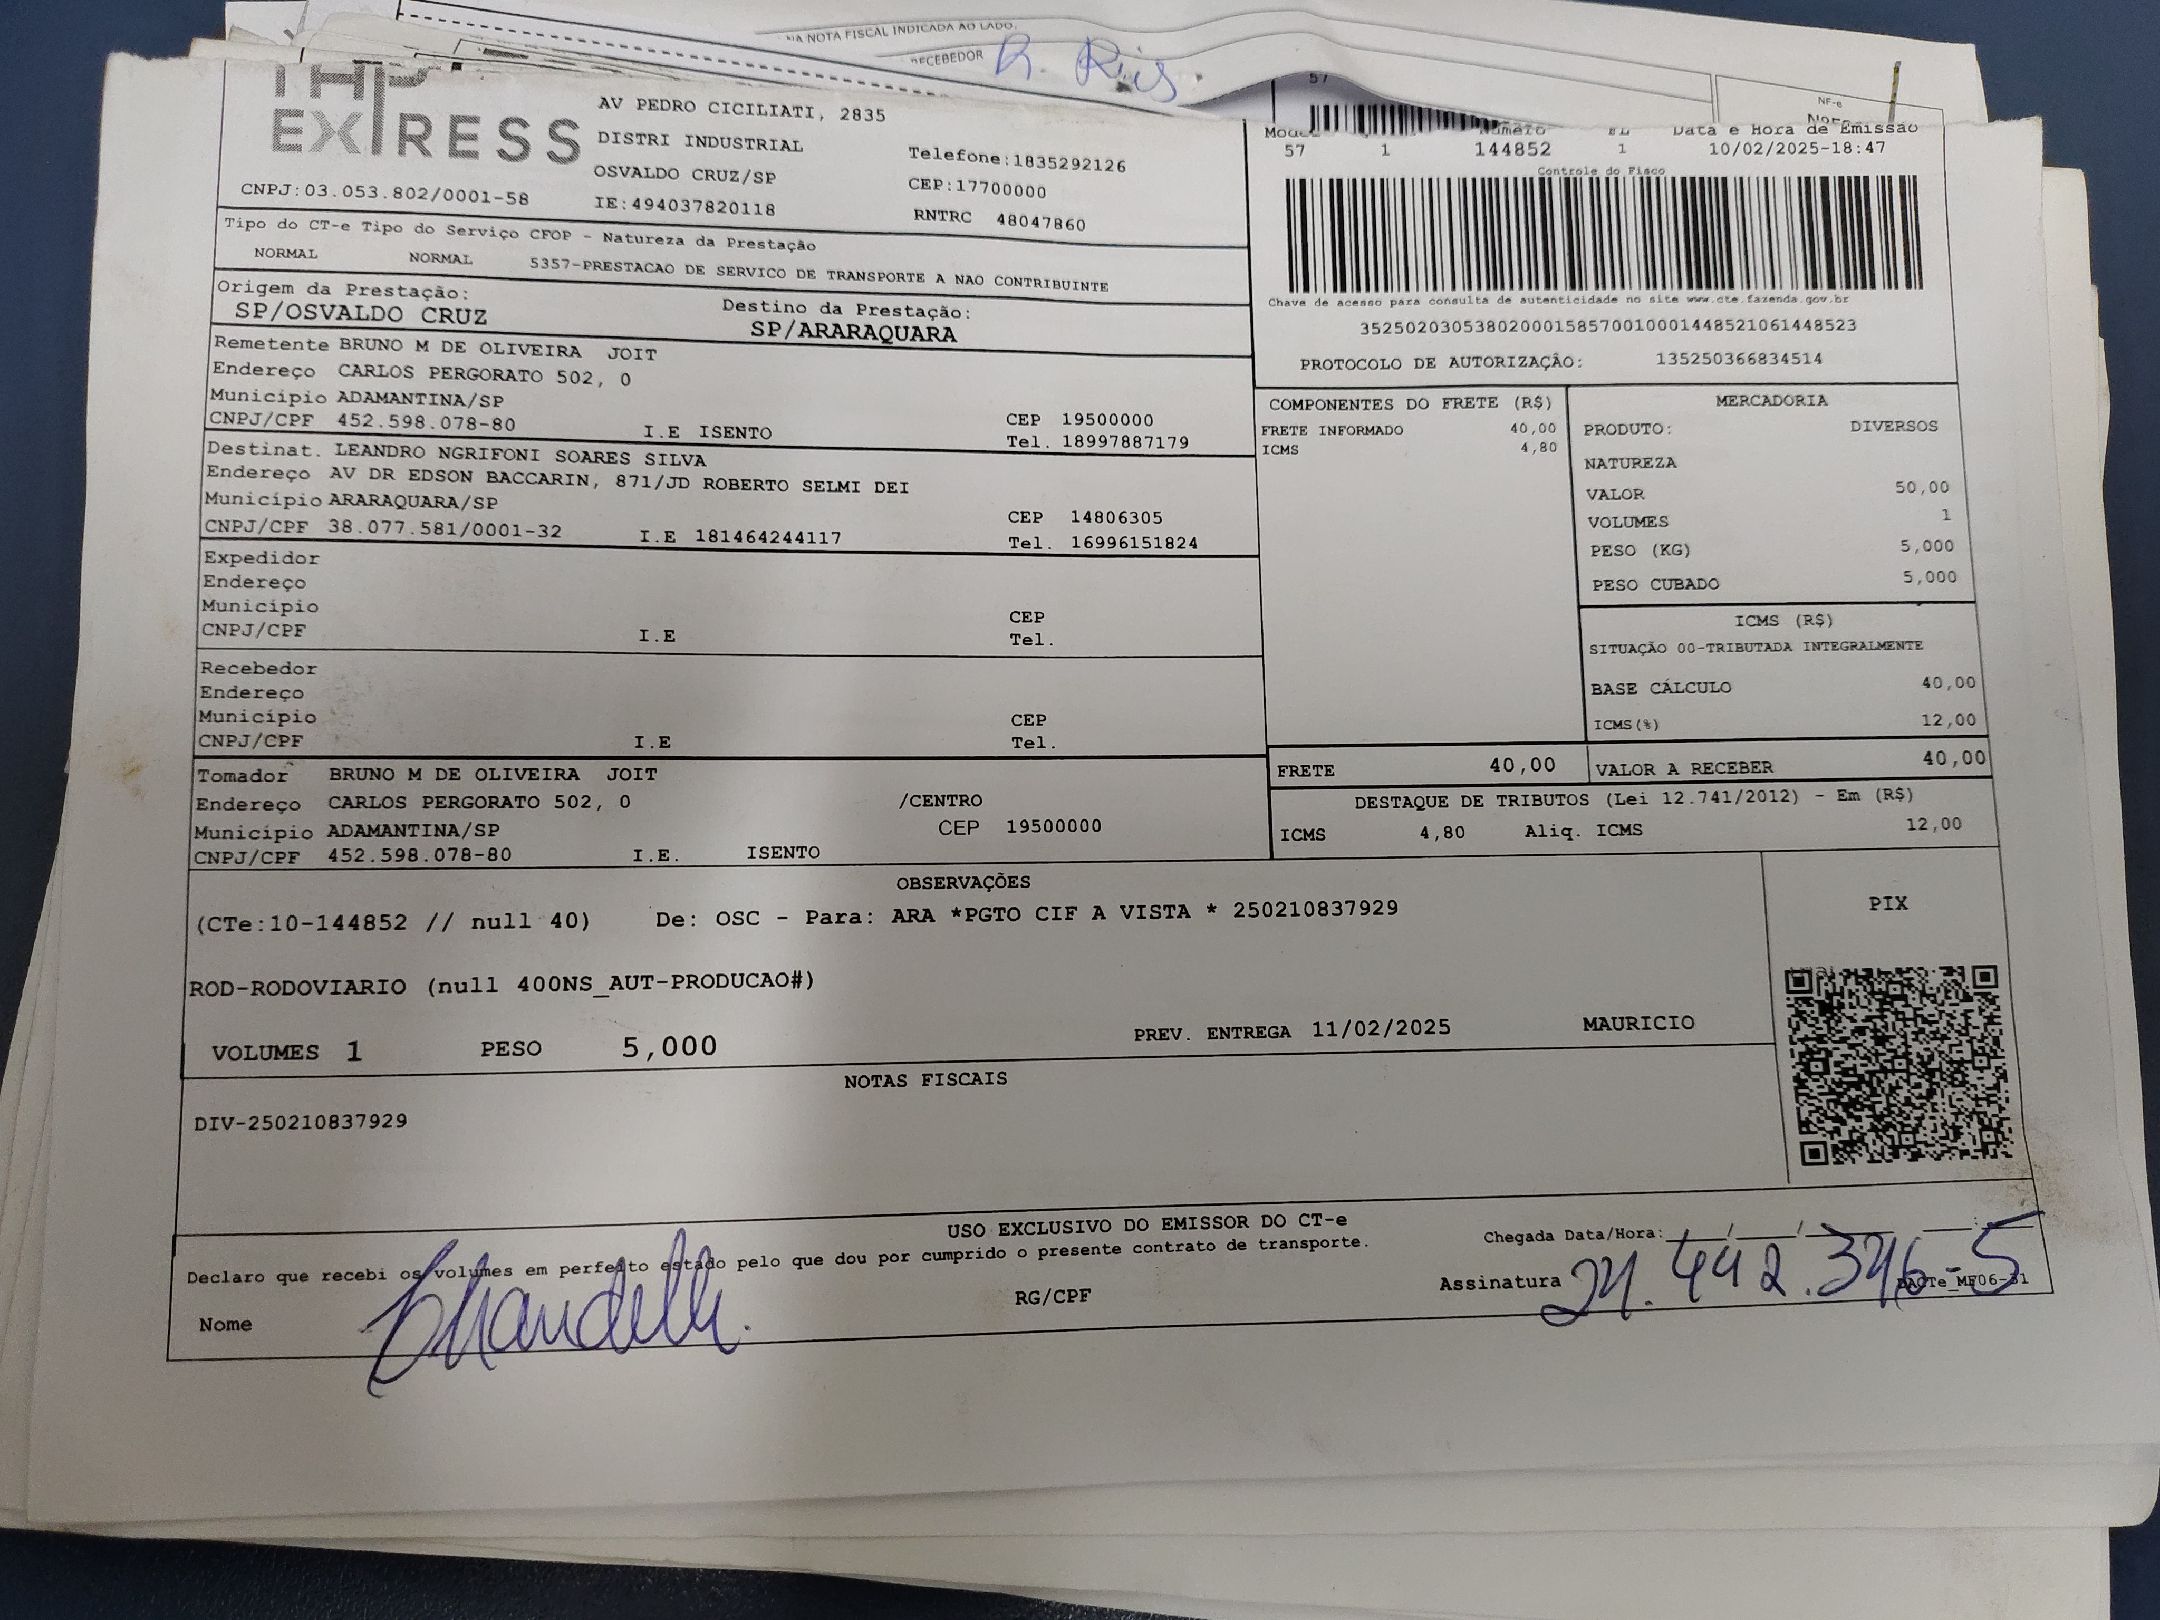 NA NOTA FISCAL INDICADA AO LADO.
RECEBEDOR R. Reis
NF-e
THP
EXPRESS
CNPJ:03.053.802/0001-58
AV PEDRO CICILIATI, 2835
DISTRI INDUSTRIAL
OSVALDO CRUZ/SP
IE:494037820118
Telefone:1835292126
CEP:17700000
RNTRC 48047860
57
Número Data e Hora de Emissão
57 1 144852 1 10/02/2025-18:47
Controle do Fisco
Chave de acesso para consulta de autenticidade no site www.cte.fazenda.gov.br
35250203053802000158570010001448521061448523
PROTOCOLO DE AUTORIZAÇÃO: 135250366834514
Tipo do CT-e Tipo do Serviço CFOP - Natureza da Prestação
NORMAL NORMAL 5357-PRESTACAO DE SERVICO DE TRANSPORTE A NAO CONTRIBUINTE
Origem da Prestação: Destino da Prestação:
SP/OSVALDO CRUZ SP/ARARAQUARA
Remetente BRUNO M DE OLIVEIRA JOIT
Endereço CARLOS PERGORATO 502, 0
Município ADAMANTINA/SP
CNPJ/CPF 452.598.078-80 I.E ISENTO
CEP 19500000
Tel. 18997887179
Destinat. LEANDRO NGRIFONI SOARES SILVA
Endereço AV DR EDSON BACCARIN, 871/JD ROBERTO SELMI DEI
Município ARARAQUARA/SP
CNPJ/CPF 38.077.581/0001-32 I.E 181464244117
CEP 14806305
Tel. 16996151824
Expedidor
Endereço
Município CEP
CNPJ/CPF I.E Tel.
Recebedor
Endereço
Município CEP
CNPJ/CPF I.E Tel.
Tomador BRUNO M DE OLIVEIRA JOIT
Endereço CARLOS PERGORATO 502, 0 /CENTRO
Município ADAMANTINA/SP CEP 19500000
CNPJ/CPF 452.598.078-80 I.E. ISENTO
COMPONENTES DO FRETE (R$)
FRETE INFORMADO 40,00
ICMS 4,80
MERCADORIA
PRODUTO: DIVERSOS
NATUREZA
VALOR 50,00
VOLUMES 1
PESO (KG) 5,000
PESO CUBADO 5,000
ICMS (R$)
SITUAÇÃO 00-TRIBUTADA INTEGRALMENTE
BASE CÁLCULO 40,00
ICMS(%) 12,00
FRETE 40,00 VALOR A RECEBER 40,00
DESTAQUE DE TRIBUTOS (Lei 12.741/2012) - Em (R$)
ICMS 4,80 Aliq. ICMS 12,00
OBSERVAÇÕES
(CTe:10-144852 // null 40) De: OSC - Para: ARA *PGTO CIF A VISTA * 250210837929
ROD-RODOVIARIO (null 400NS_AUT-PRODUCAO#)
VOLUMES 1 PESO 5,000 PREV. ENTREGA 11/02/2025 MAURICIO
PIX
NOTAS FISCAIS
DIV-250210837929
USO EXCLUSIVO DO EMISSOR DO CT-e
Declaro que recebi os volumes em perfeito estado pelo que dou por cumprido o presente contrato de transporte.
Chegada Data/Hora:___/___/___ ___:___
Nome RG/CPF Assinatura 24.442.376-5
DACTe_MF06-31